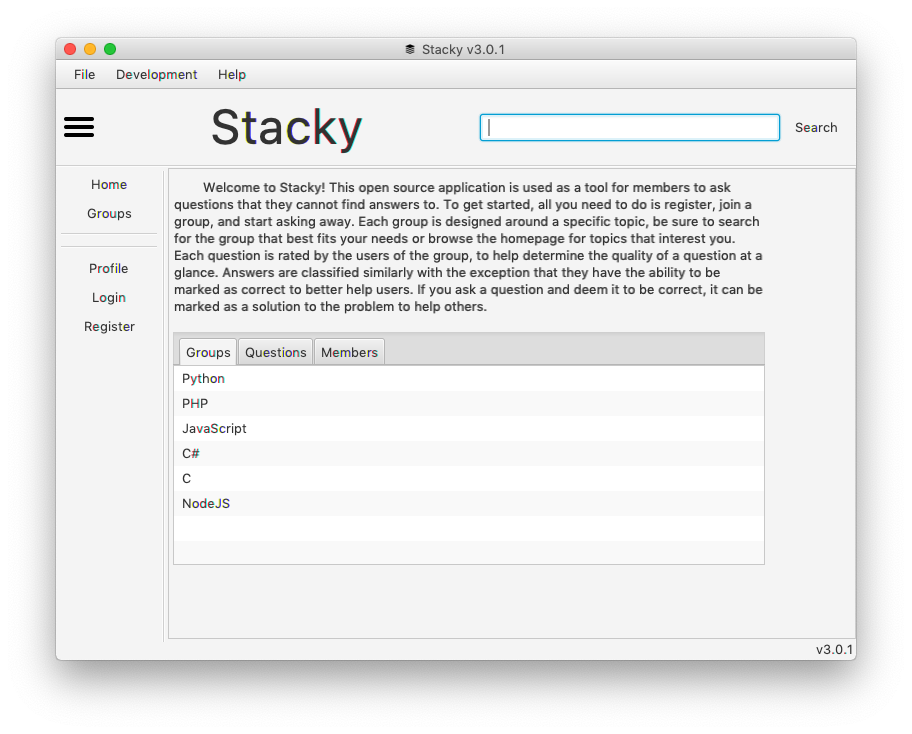 Stacky v3.0.1
File Development Help
Stacky
Search
Home
Groups
Profile
Login
Register
Welcome to Stacky! This open source application is used as a tool for members to ask
questions that they cannot find answers to. To get started, all you need to do is register, join a
group, and start asking away. Each group is designed around a specific topic, be sure to search
for the group that best fits your needs or browse the homepage for topics that interest you.
Each question is rated by the users of the group, to help determine the quality of a question at a
glance. Answers are classified similarly with the exception that they have the ability to be
marked as correct to better help users. If you ask a question and deem it to be correct, it can be
marked as a solution to the problem to help others.
Groups Questions Members
Python
PHP
JavaScript
C#
C
NodeJS
v3.0.1